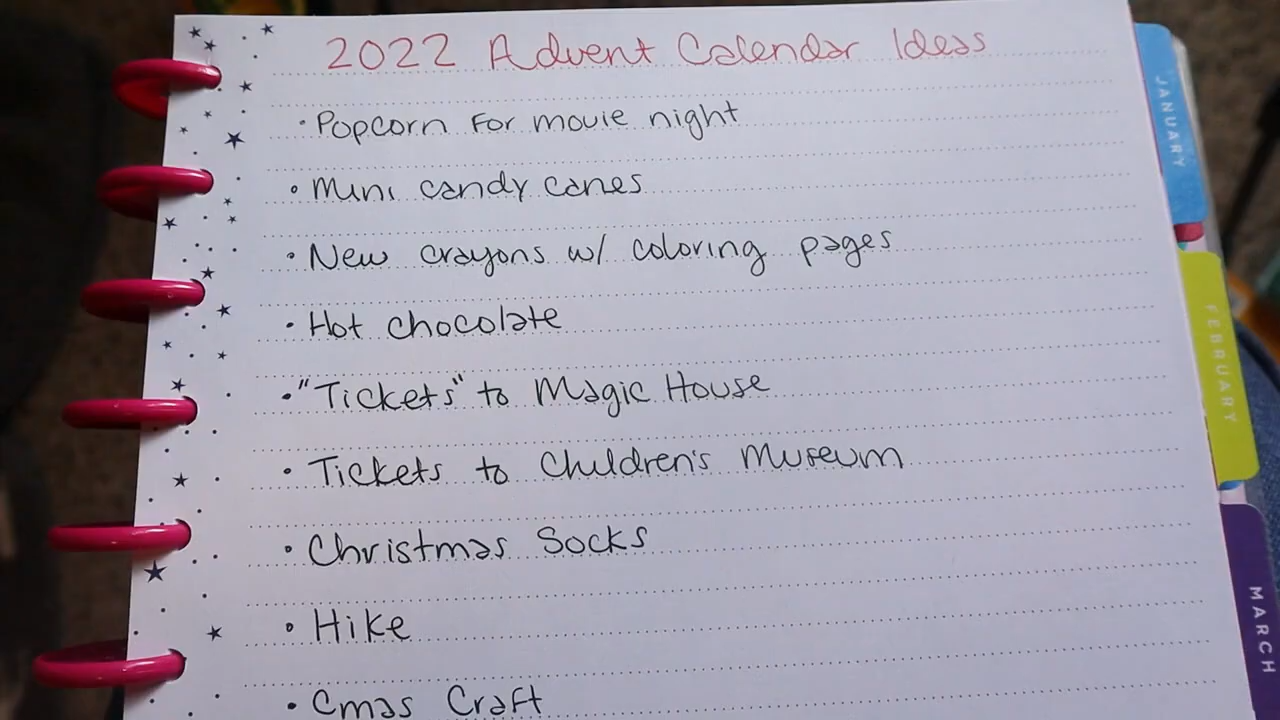 2022 Advent Calendar Ideas
• Popcorn For movie night
• Mini candy canes
• New crayons w/ coloring pages
• Hot chocolate
• "Tickets" to Magic House
• Tickets to Children's Museum
• Christmas Socks
• Hike
• Cmas Craft
JANUARY
FEBRUARY
MARCH